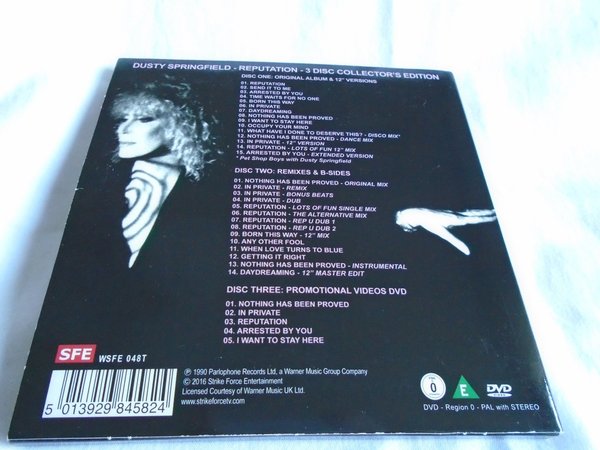 DUSTY SPRINGFIELD - REPUTATION - 3 DISC COLLECTOR'S EDITION
DISC ONE: ORIGINAL ALBUM & 12" VERSIONS
01. REPUTATION
02. SEND IT TO ME
03. ARRESTED BY YOU
04. TIME WAITS FOR NO ONE
05. BORN THIS WAY
06. IN PRIVATE
07. DAYDREAMING
08. NOTHING HAS BEEN PROVED
09. I WANT TO STAY HERE
10. OCCUPY YOUR MIND
11. WHAT HAVE I DONE TO DESERVE THIS? - DISCO MIX*
12. NOTHING HAS BEEN PROVED - DANCE MIX
13. IN PRIVATE - 12" VERSION
14. REPUTATION - LOTS OF FUN 12" MIX
15. ARRESTED BY YOU - EXTENDED VERSION
* Pet Shop Boys with Dusty Springfield
DISC TWO: REMIXES & B-SIDES
01. NOTHING HAS BEEN PROVED - ORIGINAL MIX
02. IN PRIVATE - REMIX
03. IN PRIVATE - BONUS BEATS
04. IN PRIVATE - DUB
05. REPUTATION - LOTS OF FUN SINGLE MIX
06. REPUTATION - THE ALTERNATIVE MIX
07. REPUTATION - REP U DUB 1
08. REPUTATION - REP U DUB 2
09. BORN THIS WAY - 12" MIX
10. ANY OTHER FOOL
11. WHEN LOVE TURNS TO BLUE
12. GETTING IT RIGHT
13. NOTHING HAS BEEN PROVED - INSTRUMENTAL
14. DAYDREAMING - 12" MASTER EDIT
DISC THREE: PROMOTIONAL VIDEOS DVD
01. NOTHING HAS BEEN PROVED
02. IN PRIVATE
03. REPUTATION
04. ARRESTED BY YOU
05. I WANT TO STAY HERE
SFE WSFE 048T
5 013929 845824
℗ 1990 Parlophone Records Ltd, a Warner Music Group Company
© 2016 Strike Force Entertainment
Licensed Courtesy of Warner Music UK Ltd.
www.strikeforcetv.com
0 E DVD
DVD - Region 0 - PAL with STEREO